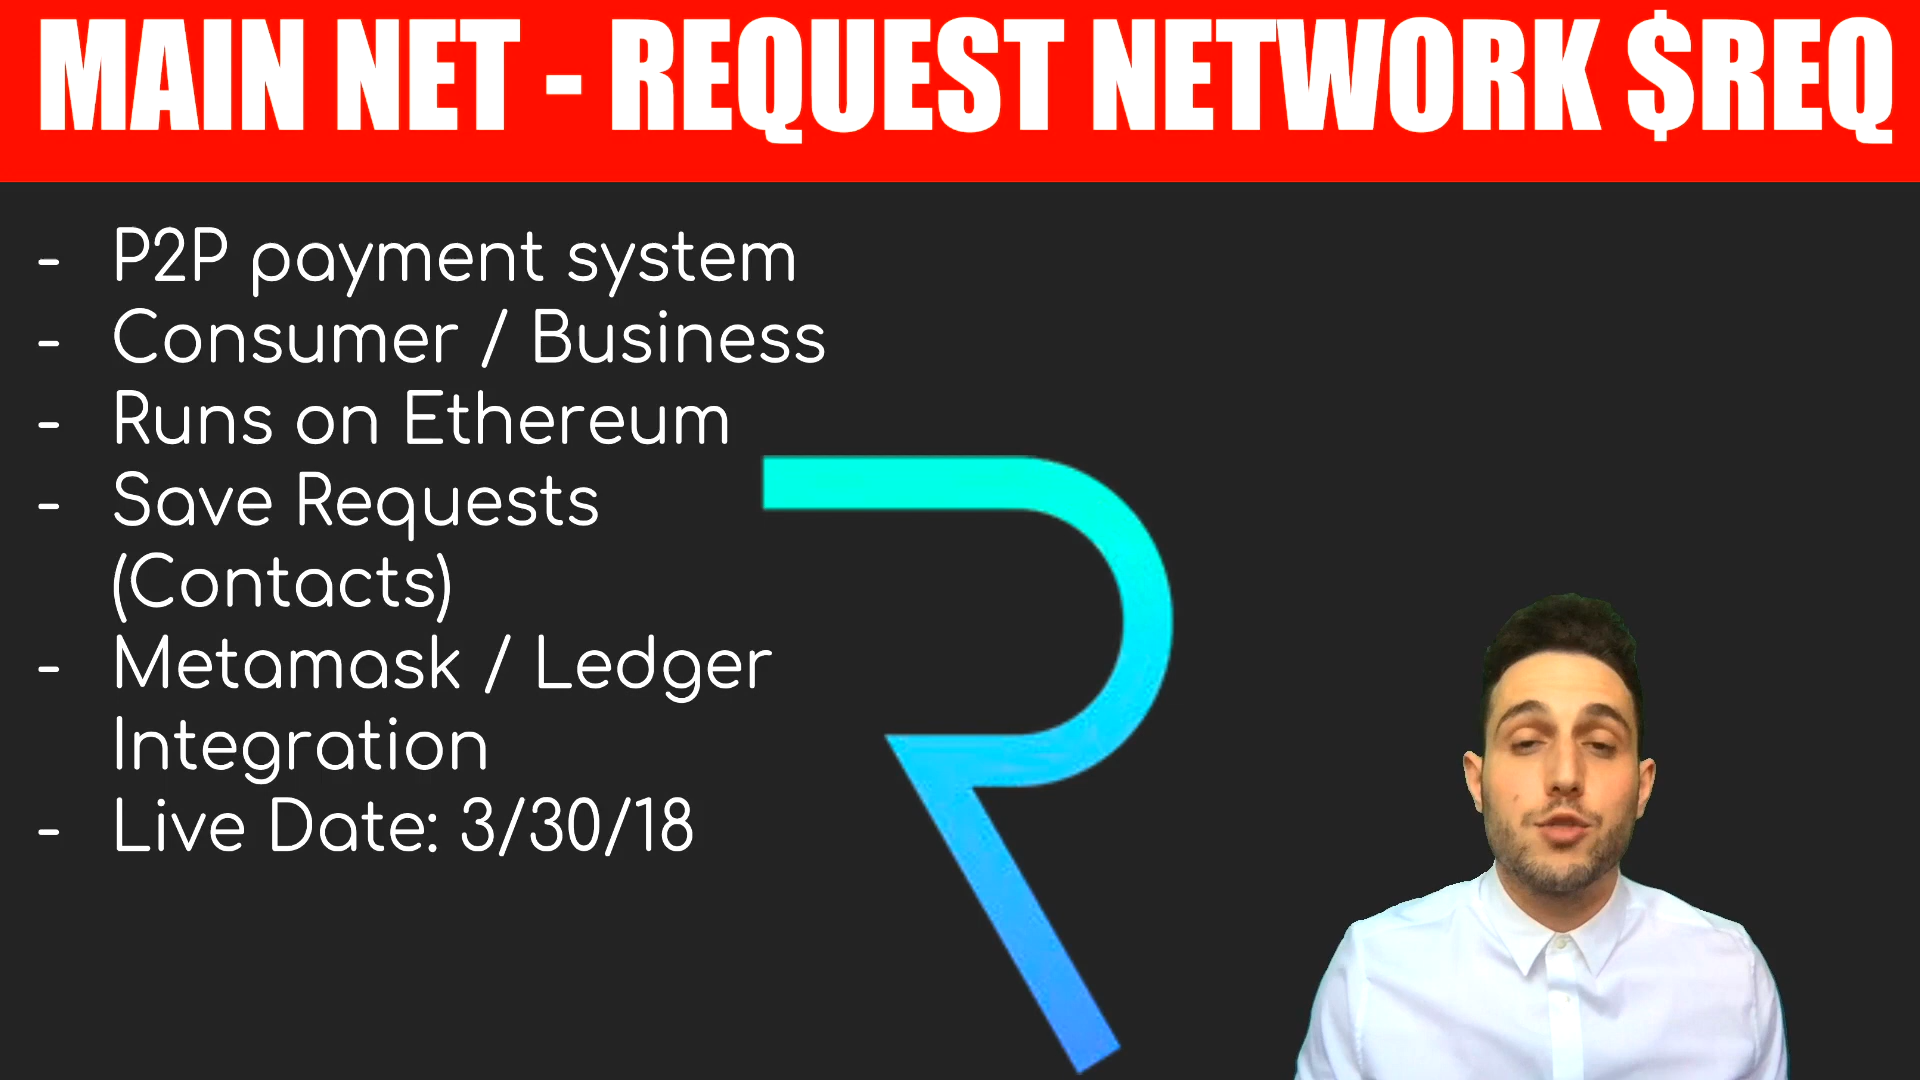 MAIN NET - REQUEST NETWORK $REQ
- P2P payment system
- Consumer / Business
- Runs on Ethereum
- Save Requests
(Contacts)
- Metamask / Ledger
Integration
- Live Date: 3/30/18